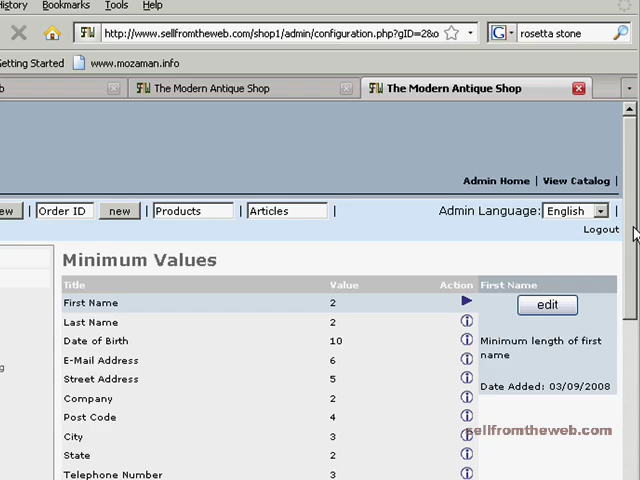 History Bookmarks Tools Help
http://www.sellfromtheweb.com/shop1/admin/configuration.php?gID=2&o
rosetta stone
Getting Started www.mozaman.info
b The Modern Antique Shop The Modern Antique Shop
Admin Home | View Catalog |
ew | Order ID new | Products | Articles | Admin Language: English |
Logout
Minimum Values
Title Value Action First Name
First Name 2 edit
Last Name 2
Date of Birth 10 Minimum length of first
name
E-Mail Address 6
Street Address 5 Date Added: 03/09/2008
Company 2
Post Code 4
City 3 sellfromtheweb.com
State 2
Telephone Number 3